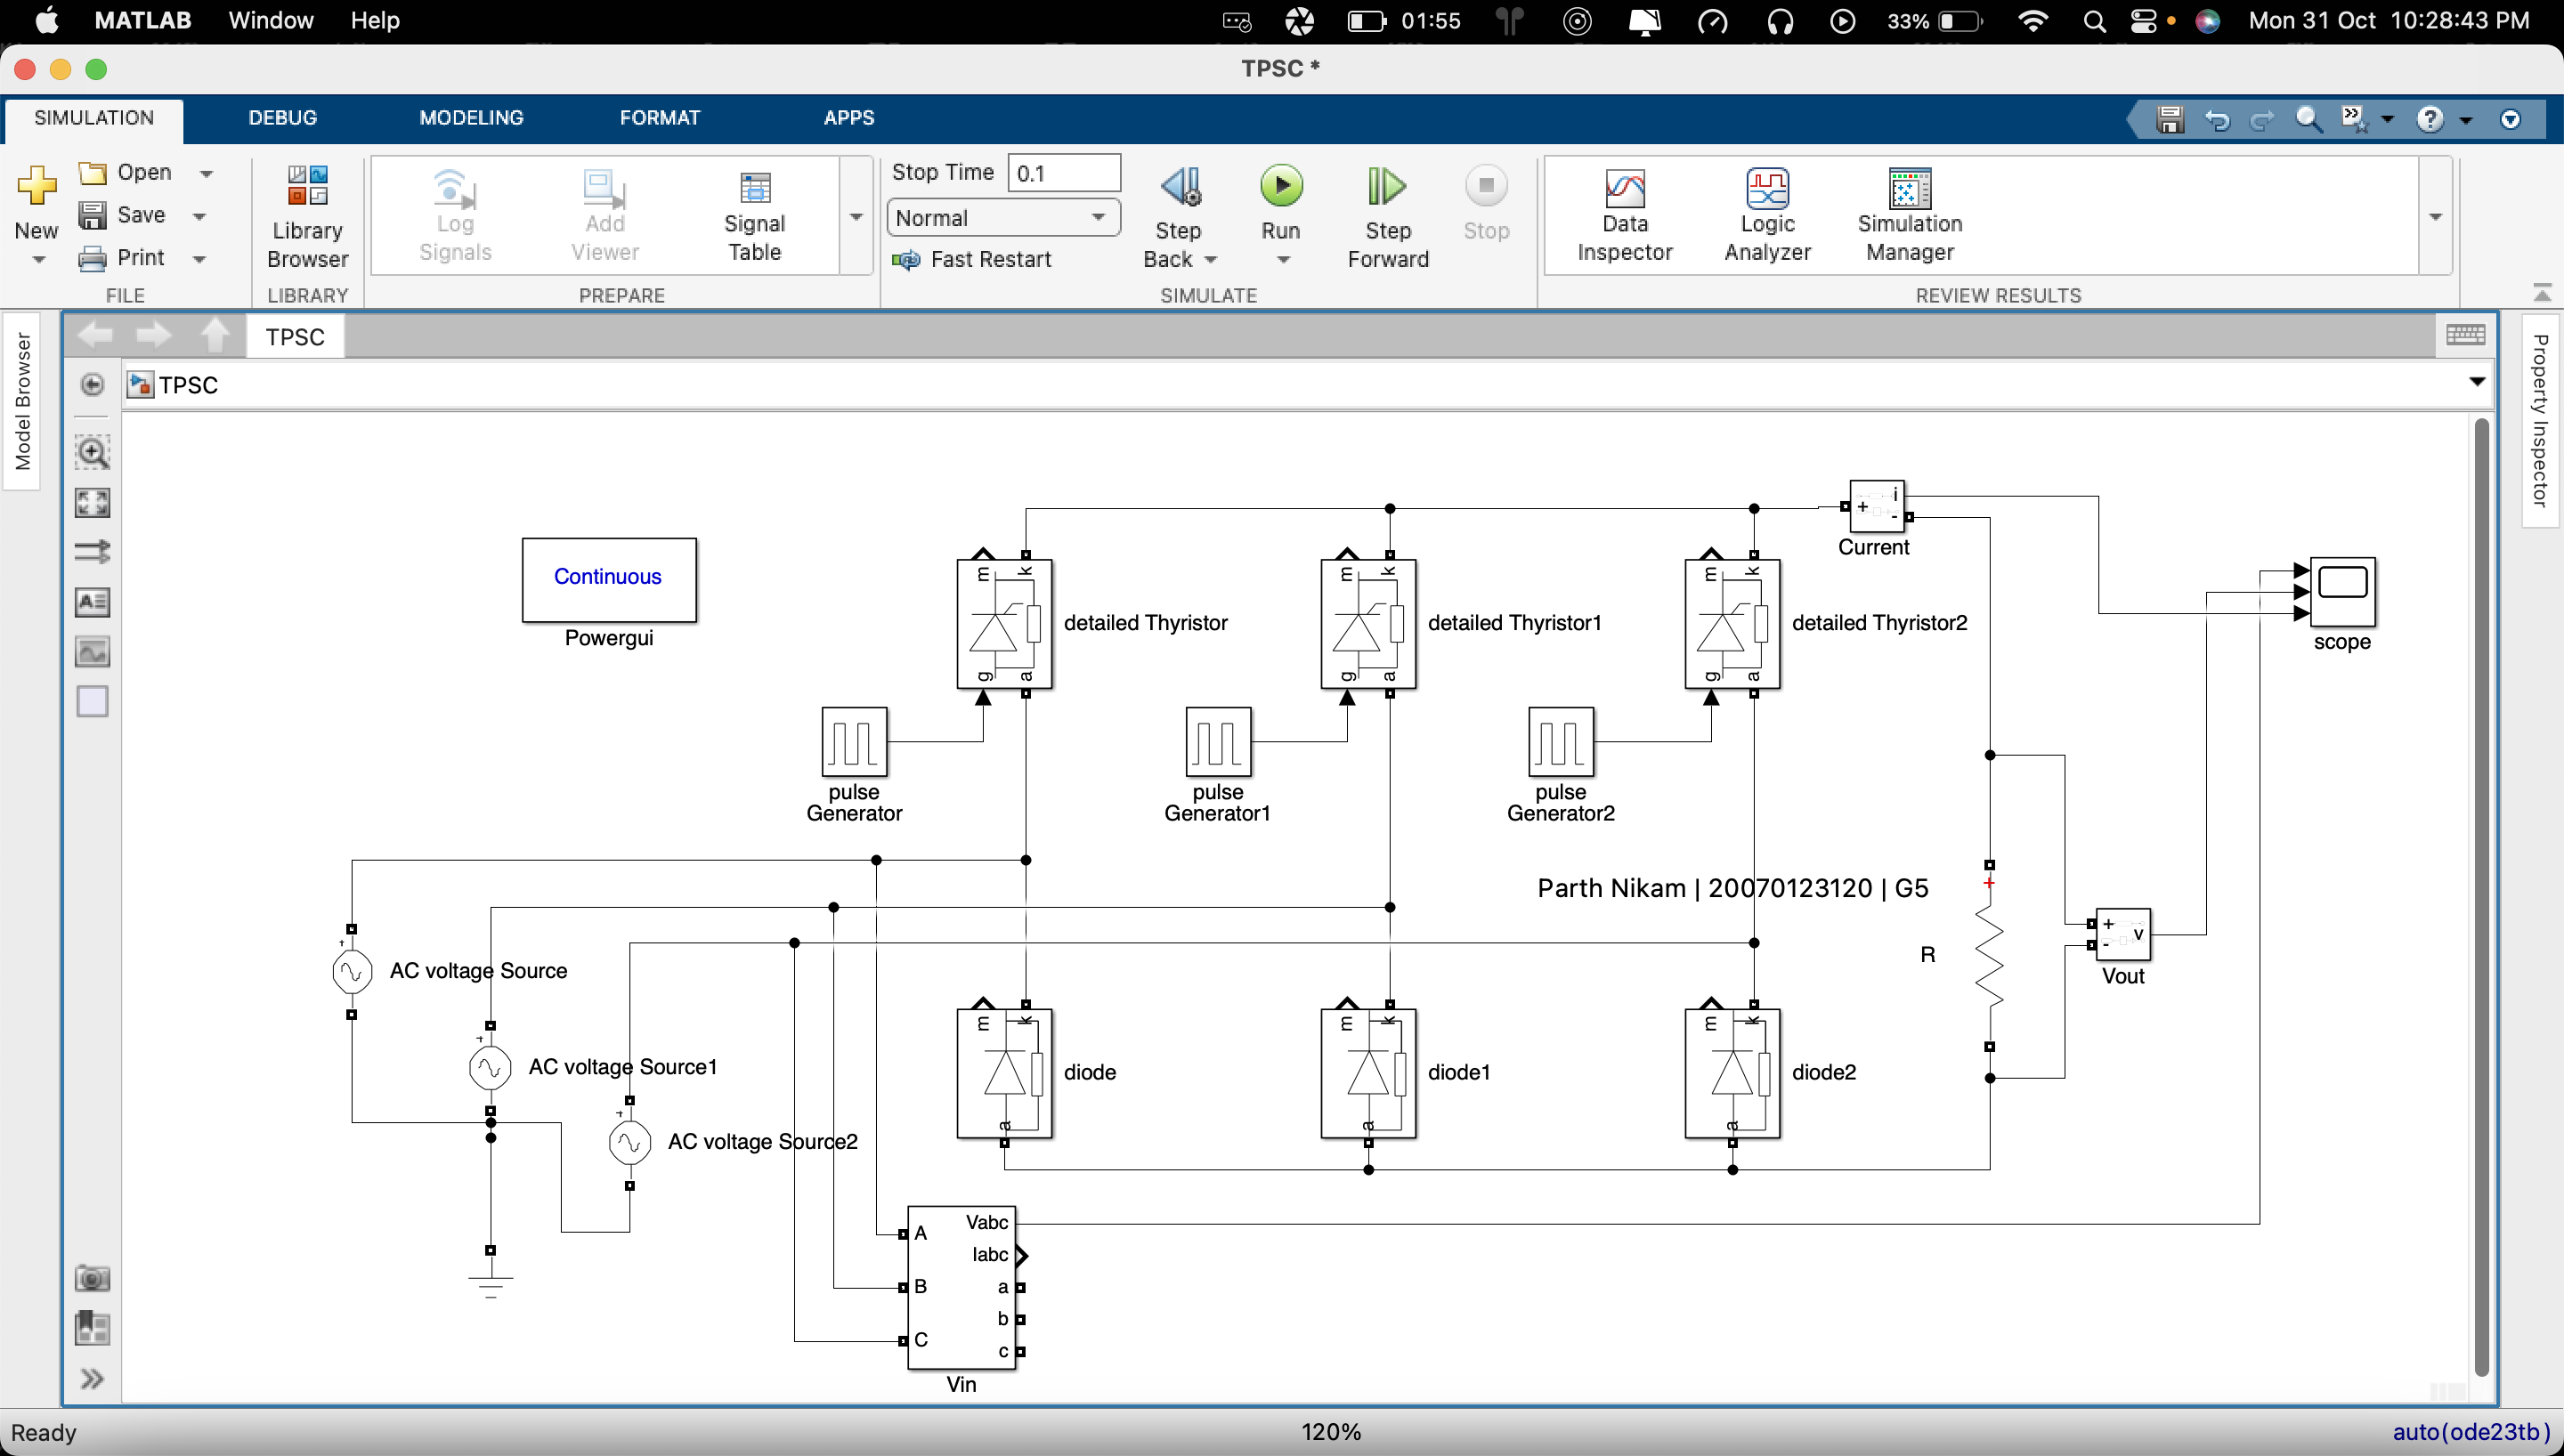 MATLAB Window Help 01:55 33% Mon 31 Oct 10:28:43 PM
TPSC *
SIMULATION DEBUG MODELING FORMAT APPS
New
Open
Save
Print
FILE
Library
Browser
LIBRARY
Log
Signals
Add
Viewer
Signal
Table
PREPARE
Stop Time 0.1
Normal
Fast Restart
Step
Back
Run
Step
Forward
Stop
SIMULATE
Data
Inspector
Logic
Analyzer
Simulation
Manager
REVIEW RESULTS
Model Browser
Property Inspector
TPSC
TPSC
Continuous
Powergui
m k
g a
detailed Thyristor
m k
g a
detailed Thyristor1
m k
g a
detailed Thyristor2
+ i
-
Current
scope
pulse
Generator
pulse
Generator1
pulse
Generator2
Parth Nikam | 20070123120 | G5
+
R
+ v
-
Vout
+
AC voltage Source
+
AC voltage Source1
+
AC voltage Source2
m k
a
diode
m k
a
diode1
m k
a
diode2
A Vabc
Iabc
B a
b
C c
Vin
Ready 120% auto(ode23tb)